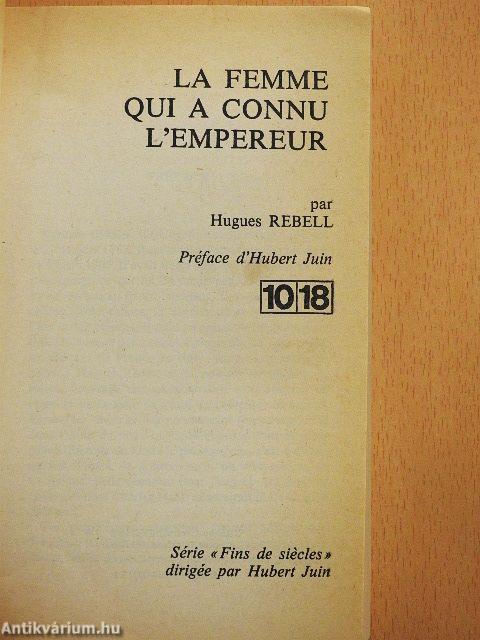 LA FEMME
QUI A CONNU
L'EMPEREUR
par
Hugues REBELL
Préface d'Hubert Juin
10|18
Série « Fins de siècles »
dirigée par Hubert Juin
Antikvárium.hu